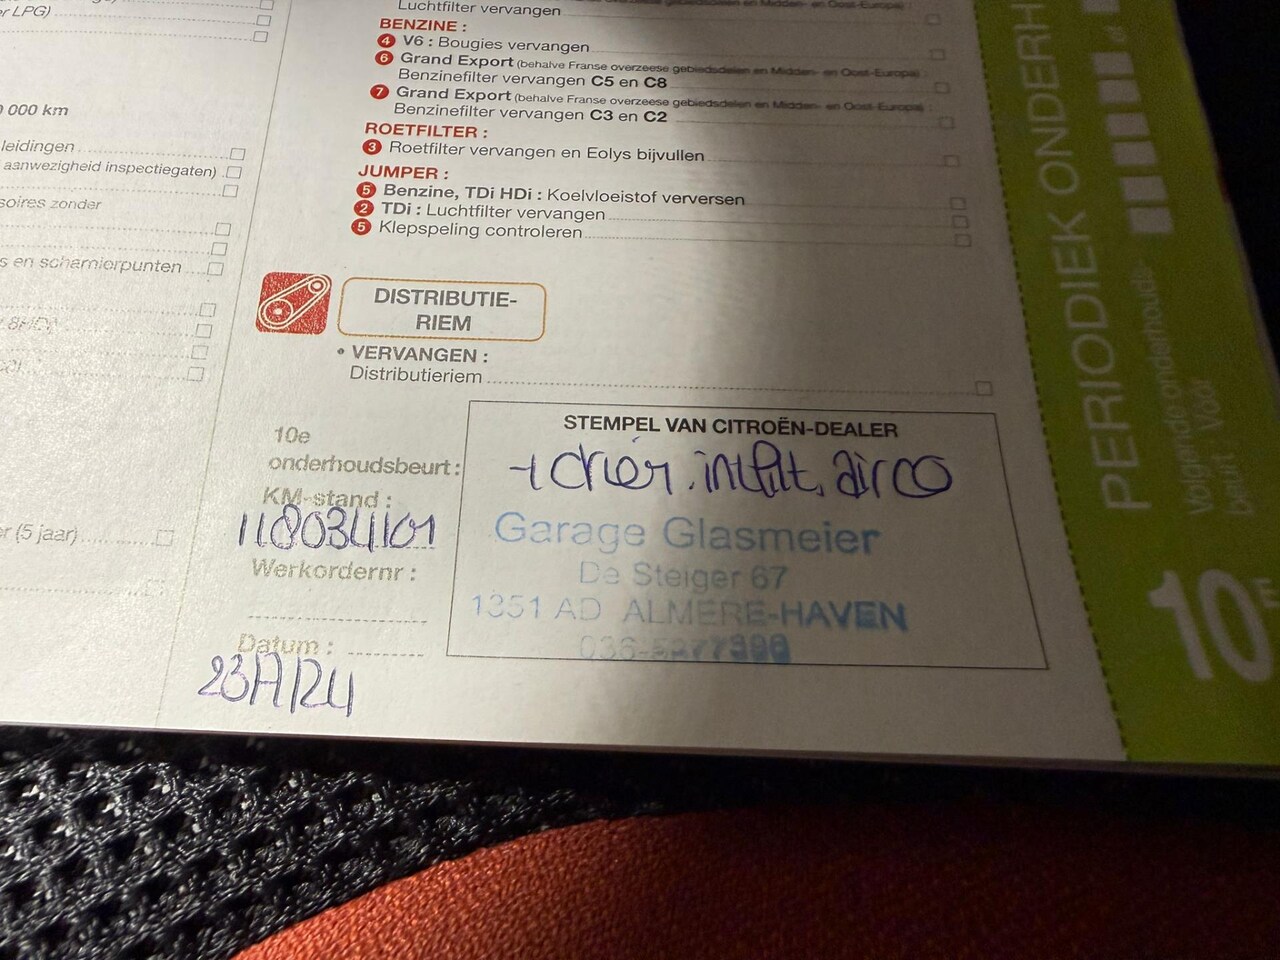 r LPG)
0 000 km
leidingen
aanwezigheid inspectiegaten)
soires zonder
s en scharnierpunten
r (5 jaar)
Luchtfilter vervangen
BENZINE :
4 V6 : Bougies vervangen
6 Grand Export (behalve Franse overzeese gebiedsdelen en Midden- en Oost-Europa) :
Benzinefilter vervangen C5 en C8
7 Grand Export (behalve Franse overzeese gebiedsdelen en Midden- en Oost-Europa) :
Benzinefilter vervangen C3 en C2
ROETFILTER :
3 Roetfilter vervangen en Eolys bijvullen
JUMPER :
5 Benzine, TDi HDi : Koelvloeistof verversen
2 TDi : Luchtfilter vervangen
5 Klepspeling controleren
DISTRIBUTIE-
RIEM
• VERVANGEN :
Distributieriem
10e
onderhoudsbeurt :
KM-stand :
Werkordernr :
Datum :
STEMPEL VAN CITROËN-DEALER
airco
Garage Glasmeier
De Steiger 67
1351 AD ALMERE-HAVEN
PERIODIEK ONDERH
Volgende onderhouds-
beurt : Vóór
10E